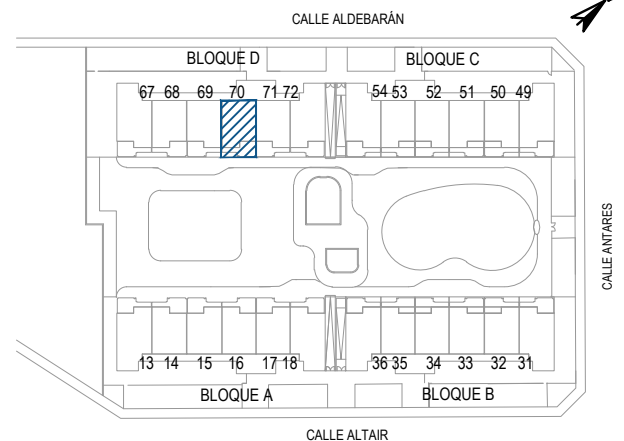 CALLE ALDEBARÁN
BLOQUE D BLOQUE C
67 68 69 70 71 72 54 53 52 51 50 49
CALLE ANTARES
13 14 15 16 17 18 36 35 34 33 32 31
BLOQUE A BLOQUE B
CALLE ALTAIR